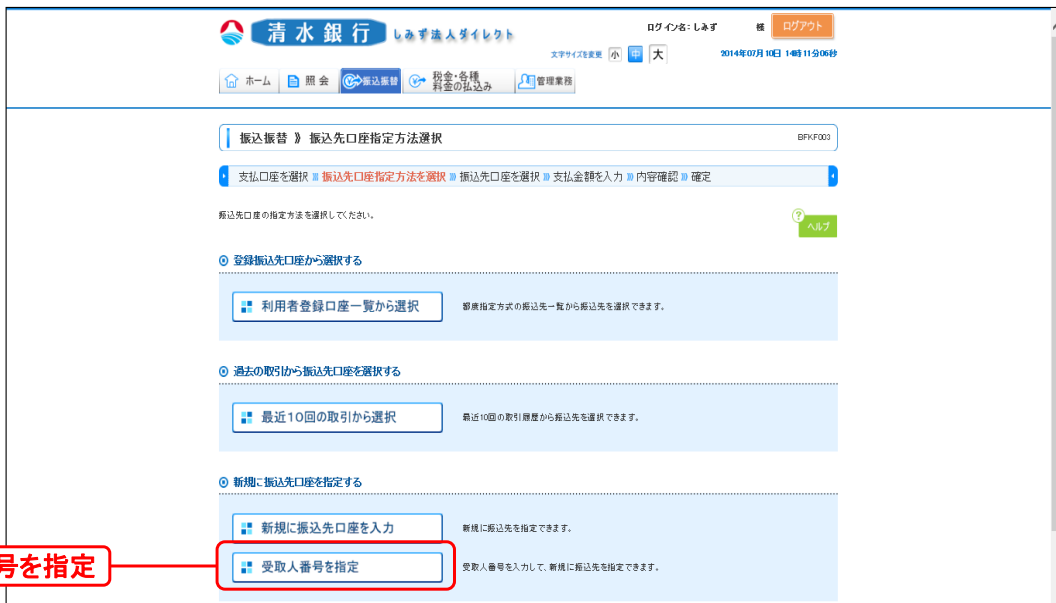 清水銀行 しみず法人ダイレクト
ログイン名:しみず 様 ログアウト
文字サイズを変更 小 中 大 2014年07月10日 14時11分06秒
ホーム 照会 振込振替 税金・各種料金の払込み 管理業務
振込振替 》 振込先口座指定方法選択 BFKF003
支払口座を選択 》 振込先口座指定方法を選択 》 振込先口座を選択 》 支払金額を入力 》 内容確認 》 確定
振込先口座の指定方法を選択してください。
? ヘルプ
登録振込先口座から選択する
利用者登録口座一覧から選択 都度指定方式の振込先一覧から振込先を選択できます。
過去の取引から振込先口座を選択する
最近10回の取引から選択 最近10回の取引履歴から振込先を選択できます。
新規に振込先口座を指定する
新規に振込先口座を入力 新規に振込先を指定できます。
号を指定 受取人番号を指定 受取人番号を入力して、新規に振込先を指定できます。